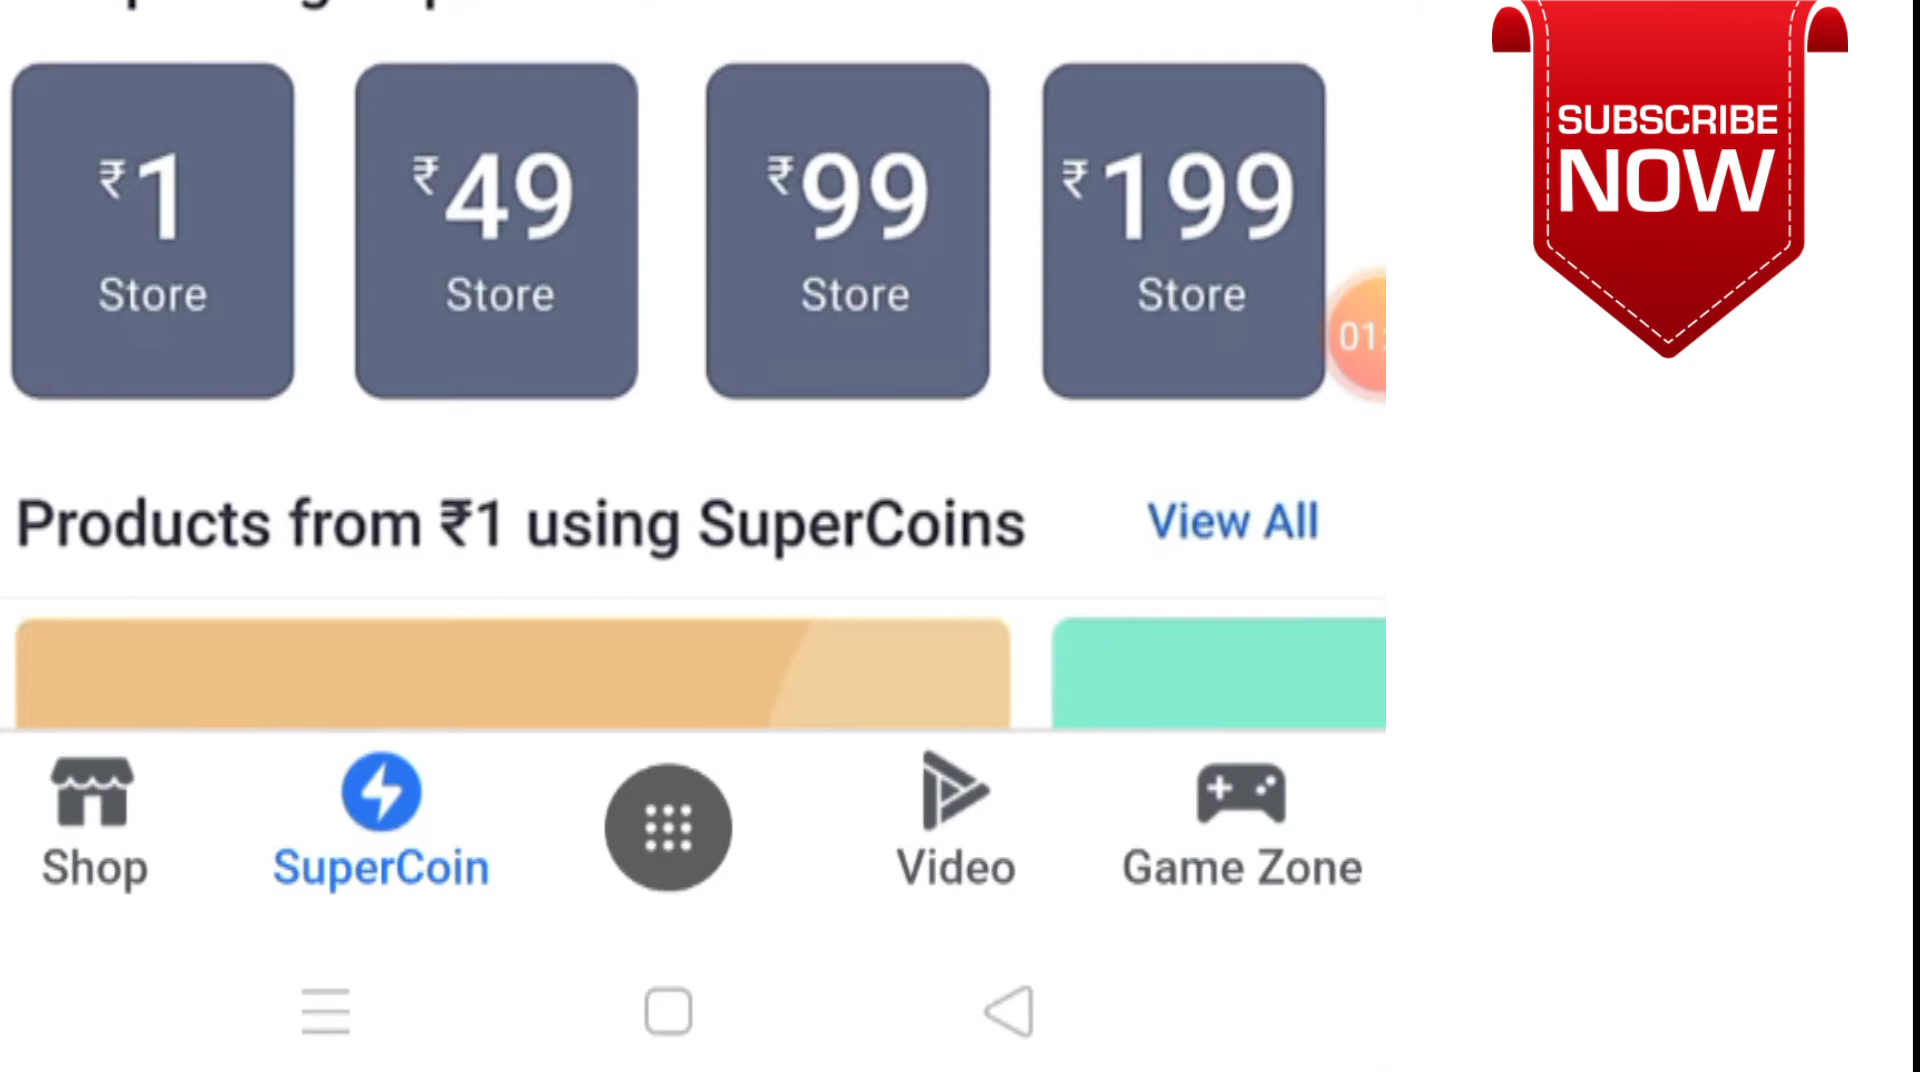 ₹1
Store
₹49
Store
₹99
Store
₹199
Store
01:
SUBSCRIBE
NOW
Products from ₹1 using SuperCoins
View All
Shop
SuperCoin
Video
Game Zone